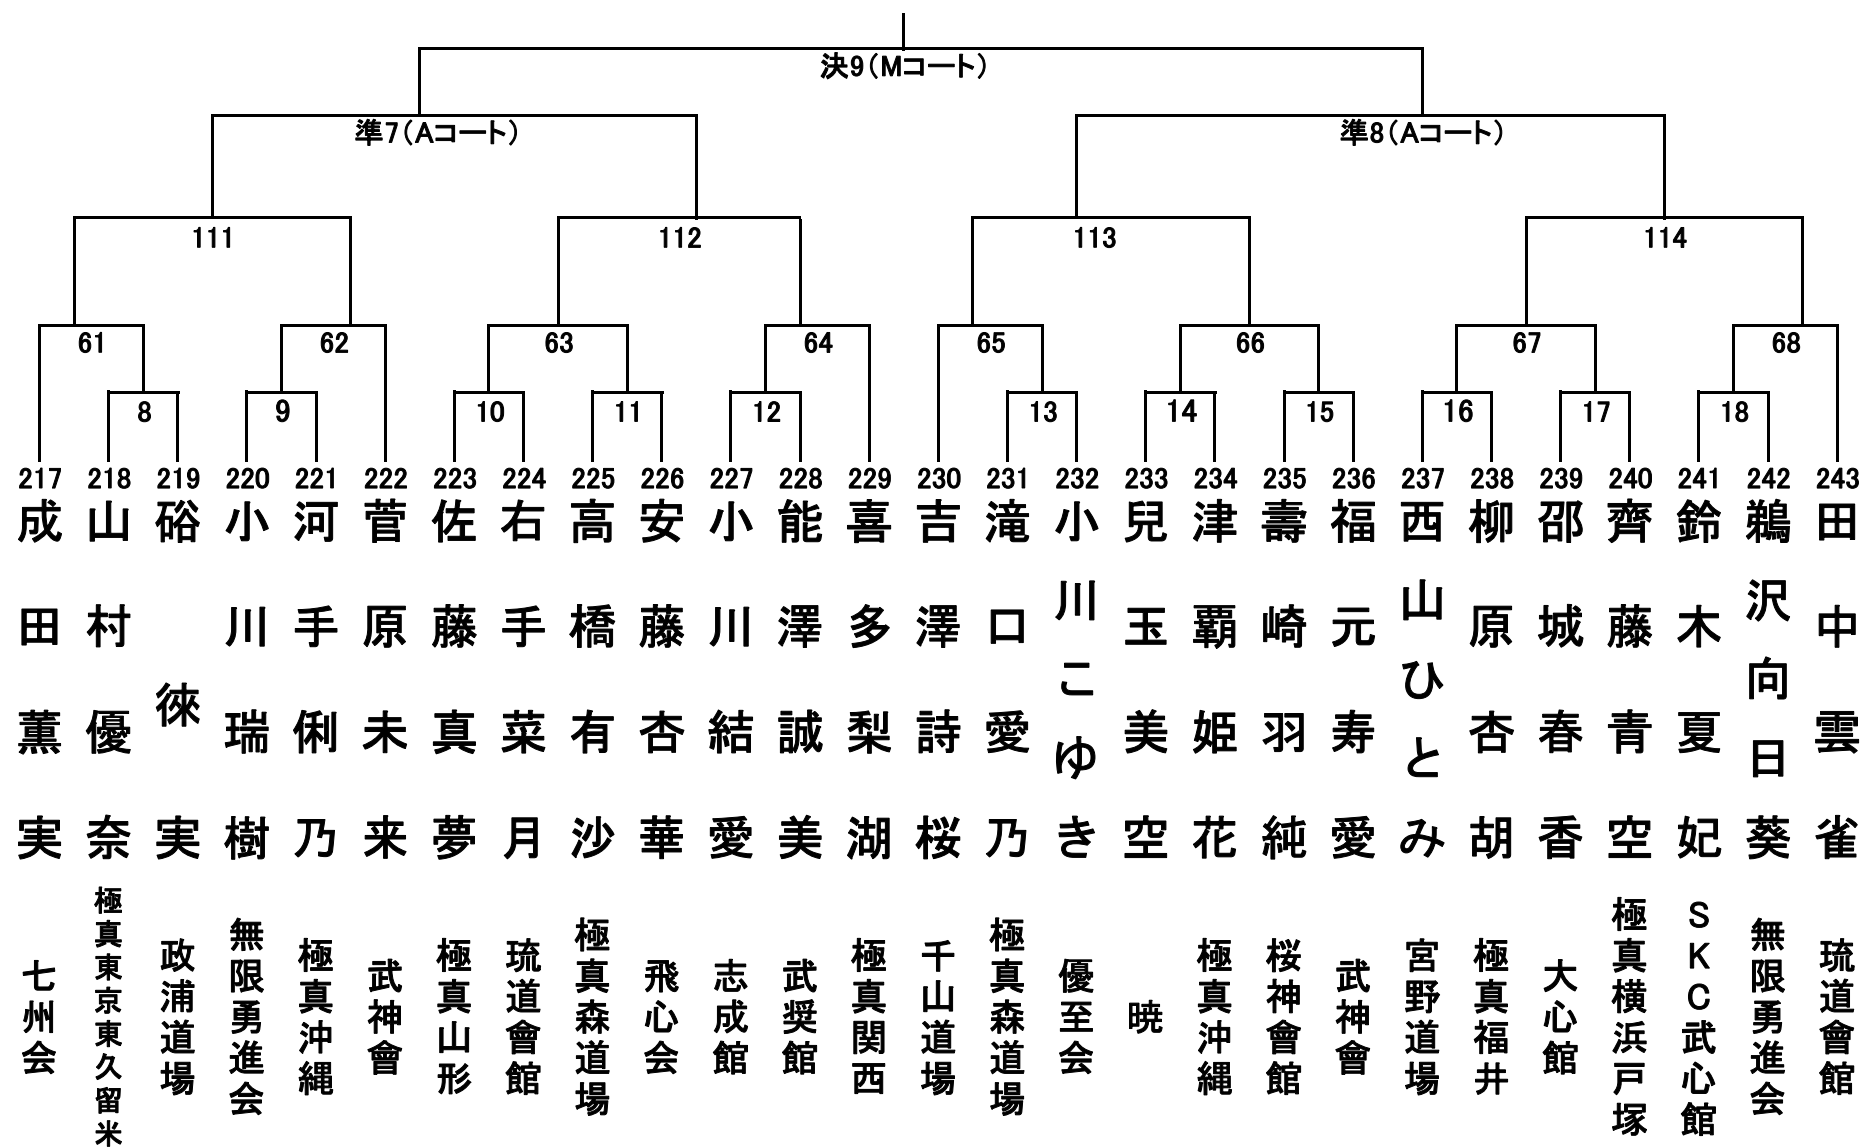 決9(Mコート)
準7(Aコート)
準8(Aコート)
111
112
113
114
61
62
63
64
65
66
67
68
8
9
10
11
12
13
14
15
16
17
18
217
成田薫実
七州会
218
山村優奈
極真東京東久留米
219
硲徠実
政浦道場
220
小川瑞樹
無限勇進会
221
河手俐乃
極真沖縄
222
菅原未来
武神會
223
佐藤真夢
極真山形
224
右手菜月
琉道會館
225
高橋有沙
極真森道場
226
安藤杏華
飛心会
227
小川結愛
志成館
228
能澤誠美
武奨館
229
喜多梨湖
極真関西
230
吉澤詩桜
千山道場
231
滝口愛乃
極真森道場
232
小川こゆき
優至会
233
兒玉美空
暁
234
津覇姫花
極真沖縄
235
壽崎羽純
桜神會館
236
福元寿愛
武神會
237
西山ひとみ
宮野道場
238
柳原杏胡
極真福井
239
邵城春香
大心館
240
齊藤青空
極真横浜戸塚
241
鈴木夏妃
SKC武心館
242
鵜沢向日葵
無限勇進会
243
田中雲雀
琉道會館